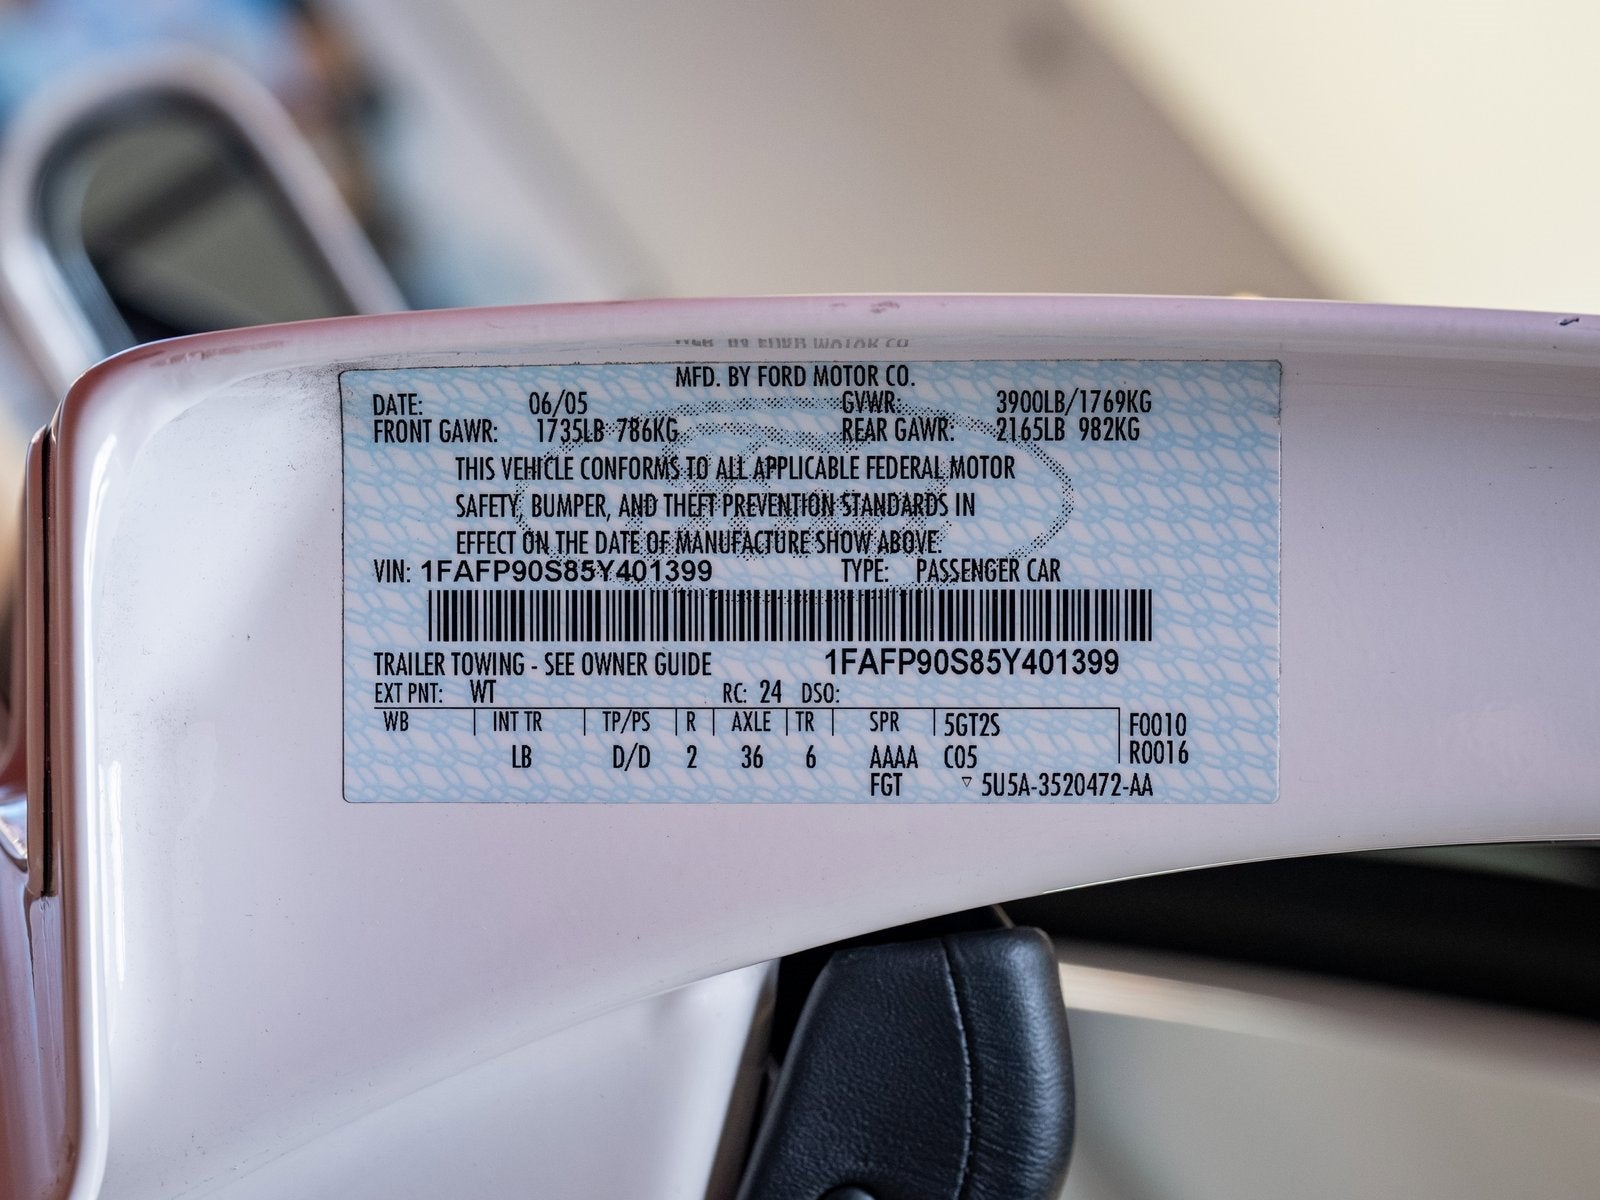 MFD. BY FORD MOTOR CO.
DATE: 06/05 GVWR: 3900LB/1769KG
FRONT GAWR: 1735LB 786KG REAR GAWR: 2165LB 982KG
THIS VEHICLE CONFORMS TO ALL APPLICABLE FEDERAL MOTOR
SAFETY, BUMPER, AND THEFT PREVENTION STANDARDS IN
EFFECT ON THE DATE OF MANUFACTURE SHOW ABOVE.
VIN: 1FAFP90S85Y401399 TYPE: PASSENGER CAR
TRAILER TOWING - SEE OWNER GUIDE 1FAFP90S85Y401399
EXT PNT: WT RC: 24 DSO:
WB INT TR TP/PS R AXLE TR SPR 5GT2S F0010
LB D/D 2 36 6 AAAA C05 R0016
FGT ▽ 5U5A-3520472-AA